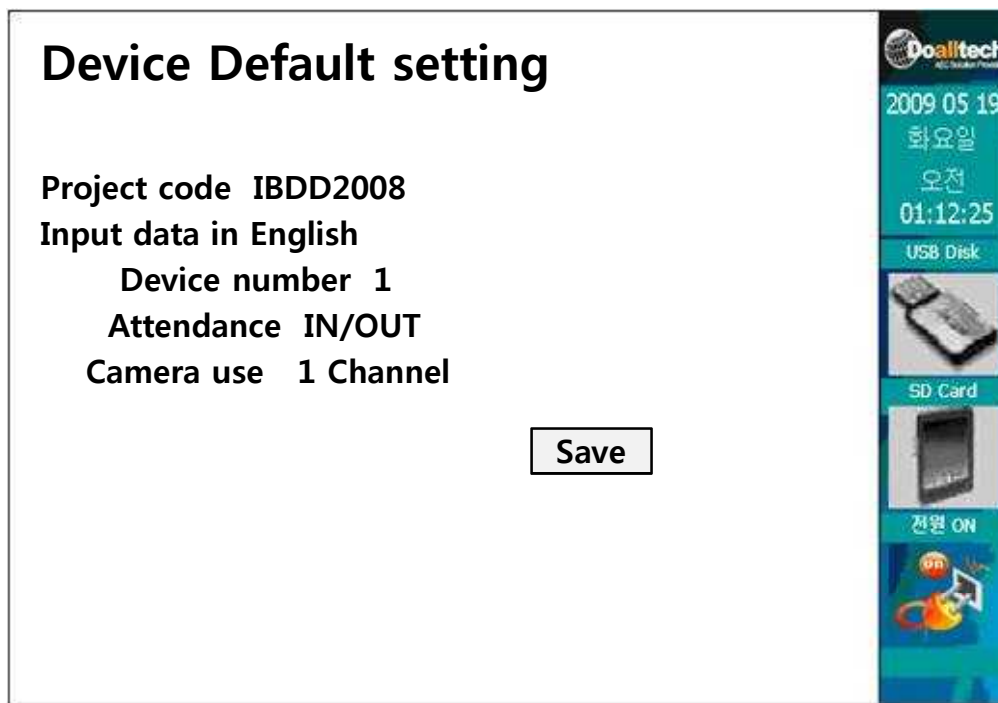 Device Default setting
Project code IBDD2008
Input data in English
Device number 1
Attendance IN/OUT
Camera use 1 Channel
Save
Doalltech
2009 05 19
화요일
오전
01:12:25
USB Disk
SD Card
전원 ON
on